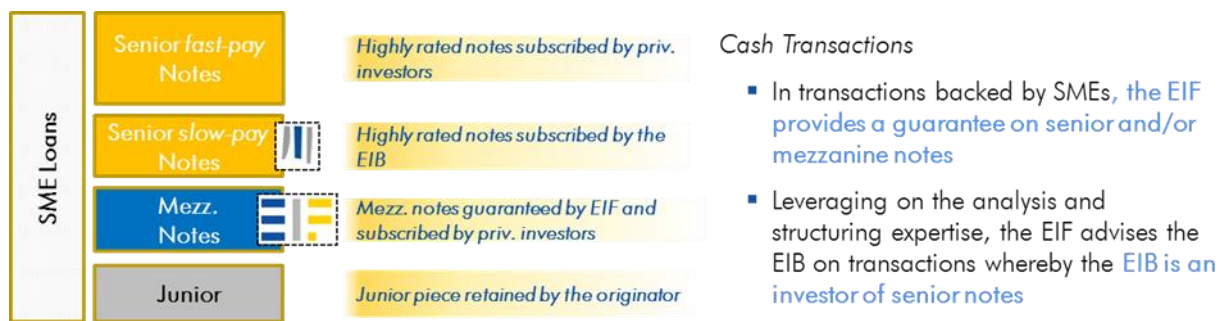 SME Loans
Senior fast-pay
Notes
Highly rated notes subscribed by priv.
investors
Senior slow-pay
Notes
Highly rated notes subscribed by the
EIB
Mezz.
Notes
Mezz. notes guaranteed by EIF and
subscribed by priv. investors
Junior
Junior piece retained by the originator
Cash Transactions
▪ In transactions backed by SMEs, the EIF
provides a guarantee on senior and/or
mezzanine notes
▪ Leveraging on the analysis and
structuring expertise, the EIF advises the
EIB on transactions whereby the EIB is an
investor of senior notes